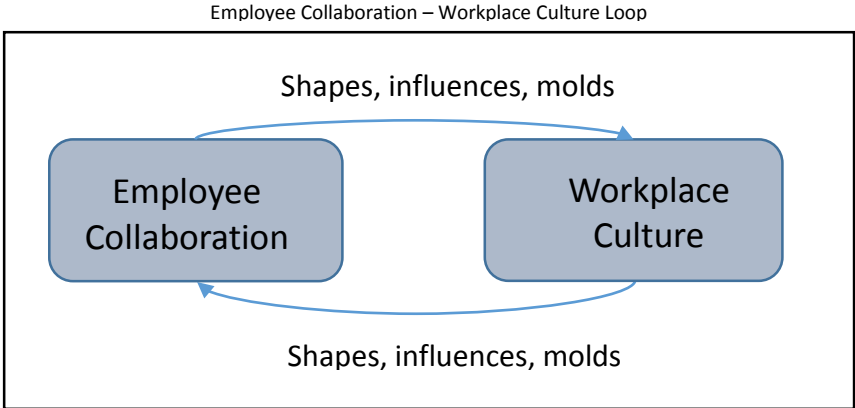 Employee Collaboration – Workplace Culture Loop
Shapes, influences, molds
Employee
Collaboration
Workplace
Culture
Shapes, influences, molds